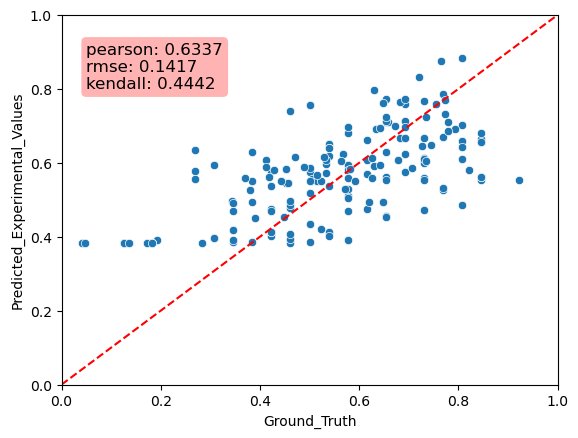 pearson: 0.6337
rmse: 0.1417
kendall: 0.4442
1.0
0.8
0.6
0.4
0.2
0.0
Predicted_Experimental_Values
0.0 0.2 0.4 0.6 0.8 1.0
Ground_Truth